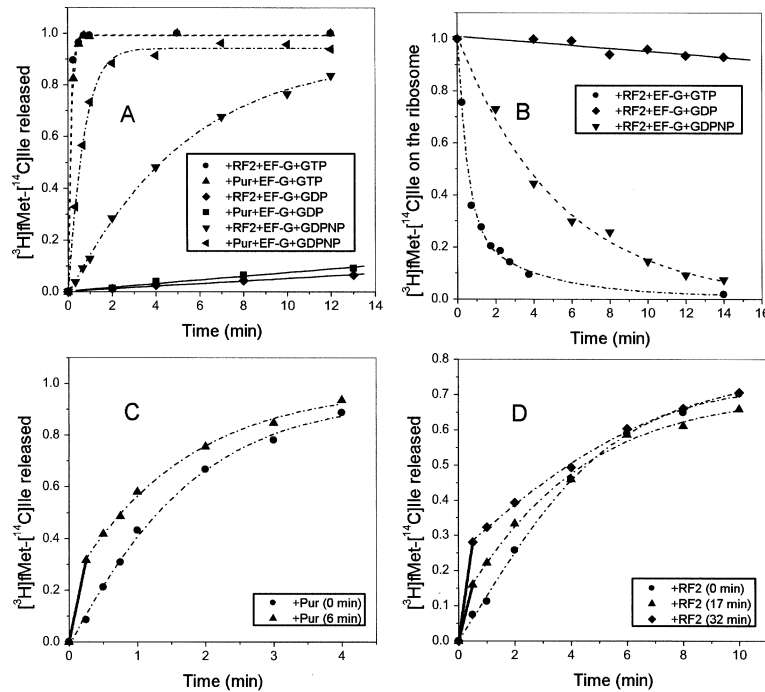 A
[³H]fMet-[¹⁴C]Ile released
1.0
0.8
0.6
0.4
0.2
0.0
+RF2+EF-G+GTP
+Pur+EF-G+GTP
+RF2+EF-G+GDP
+Pur+EF-G+GDP
+RF2+EF-G+GDPNP
+Pur+EF-G+GDPNP
0 2 4 6 8 10 12 14
Time (min)
B
[³H]fMet-[¹⁴C]Ile on the ribosome
1.0
0.8
0.6
0.4
0.2
0.0
+RF2+EF-G+GTP
+RF2+EF-G+GDP
+RF2+EF-G+GDPNP
0 2 4 6 8 10 12 14 16
Time (min)
C
[³H]fMet-[¹⁴C]Ile released
1.0
0.8
0.6
0.4
0.2
0.0
+Pur (0 min)
+Pur (6 min)
0 1 2 3 4
Time (min)
D
[³H]fMet-[¹⁴C]Ile released
0.8
0.7
0.6
0.5
0.4
0.3
0.2
0.1
0.0
+RF2 (0 min)
+RF2 (17 min)
+RF2 (32 min)
0 2 4 6 8 10
Time (min)